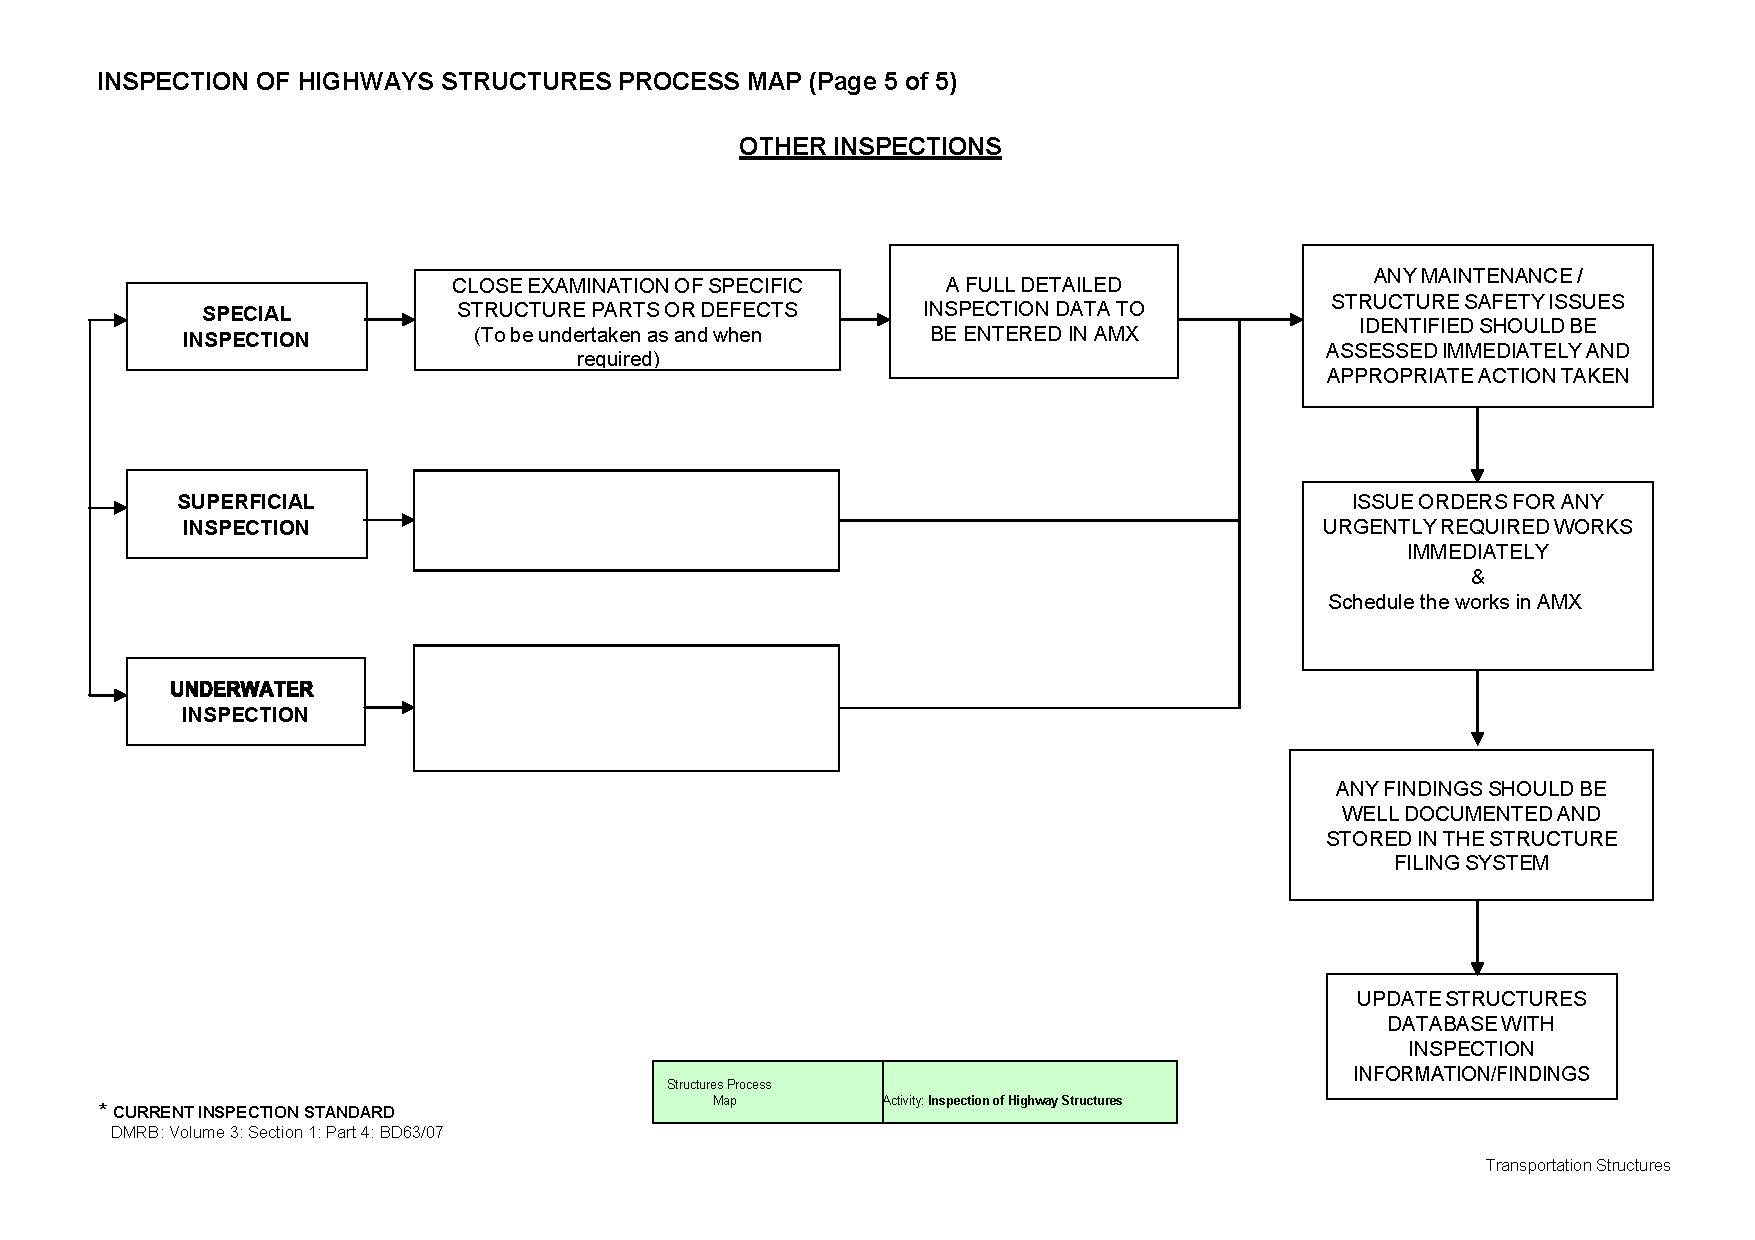 INSPECTION OF HIGHWAYS STRUCTURES PROCESS MAP (Page 5 of 5)
OTHER INSPECTIONS
SPECIAL
INSPECTION
CLOSE EXAMINATION OF SPECIFIC
STRUCTURE PARTS OR DEFECTS
(To be undertaken as and when
required)
A FULL DETAILED
INSPECTION DATA TO
BE ENTERED IN AMX
ANY MAINTENANCE /
STRUCTURE SAFETY ISSUES
IDENTIFIED SHOULD BE
ASSESSED IMMEDIATELY AND
APPROPRIATE ACTION TAKEN
SUPERFICIAL
INSPECTION
ISSUE ORDERS FOR ANY
URGENTLY REQUIRED WORKS
IMMEDIATELY
&
Schedule the works in AMX
UNDERWATER
INSPECTION
ANY FINDINGS SHOULD BE
WELL DOCUMENTED AND
STORED IN THE STRUCTURE
FILING SYSTEM
UPDATE STRUCTURES
DATABASE WITH
INSPECTION
INFORMATION/FINDINGS
Structures Process
Map
Activity: Inspection of Highway Structures
* CURRENT INSPECTION STANDARD
DMRB: Volume 3: Section 1: Part 4: BD63/07
Transportation Structures